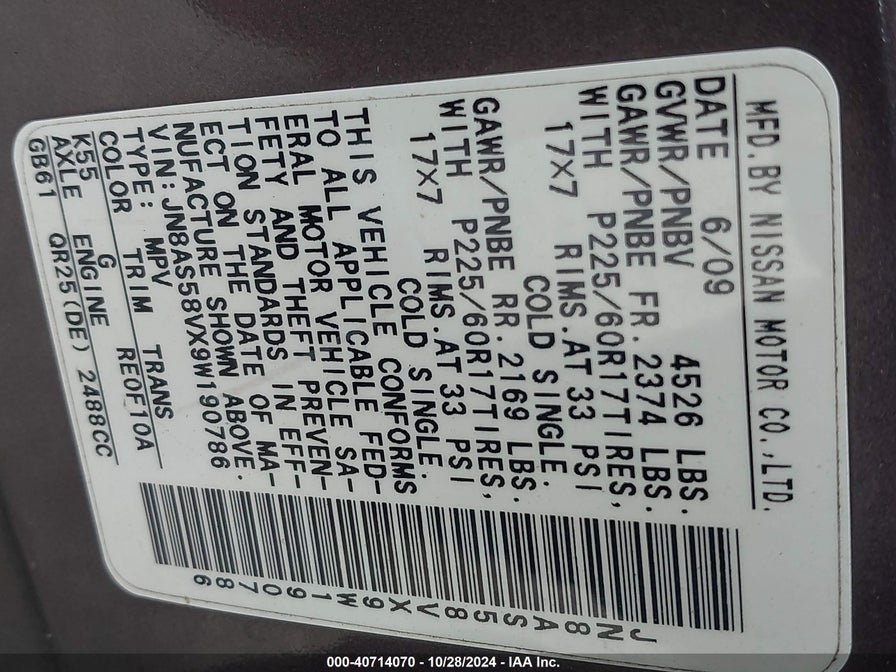 MFD.BY NISSAN MOTOR CO.,LTD.
DATE 6/09
GVWR/PNBV 4526 LBS.
GAWR/PNBE FR. 2374 LBS.
WITH P225/60R17TIRES,
17X7 RIMS.AT 33 PSI
COLD SINGLE.
GAWR/PNBE RR. 2169 LBS.
WITH P225/60R17TIRES,
17X7 RIMS.AT 33 PSI
COLD SINGLE.
THIS VEHICLE CONFORMS
TO ALL APPLICABLE FED-
ERAL MOTOR VEHICLE SA-
FETY AND THEFT PREVEN-
TION STANDARDS IN EFF-
ECT ON THE DATE OF MA-
NUFACTURE SHOWN ABOVE.
VIN:JN8AS58VX9W190786
TYPE: MPV
COLOR TRIM TRANS
K55 G RE0F10A
AXLE ENGINE
GB61 QR25(DE) 2488CC
JN8AS58VX9W190786
000-40714070 - 10/28/2024 - IAA Inc.